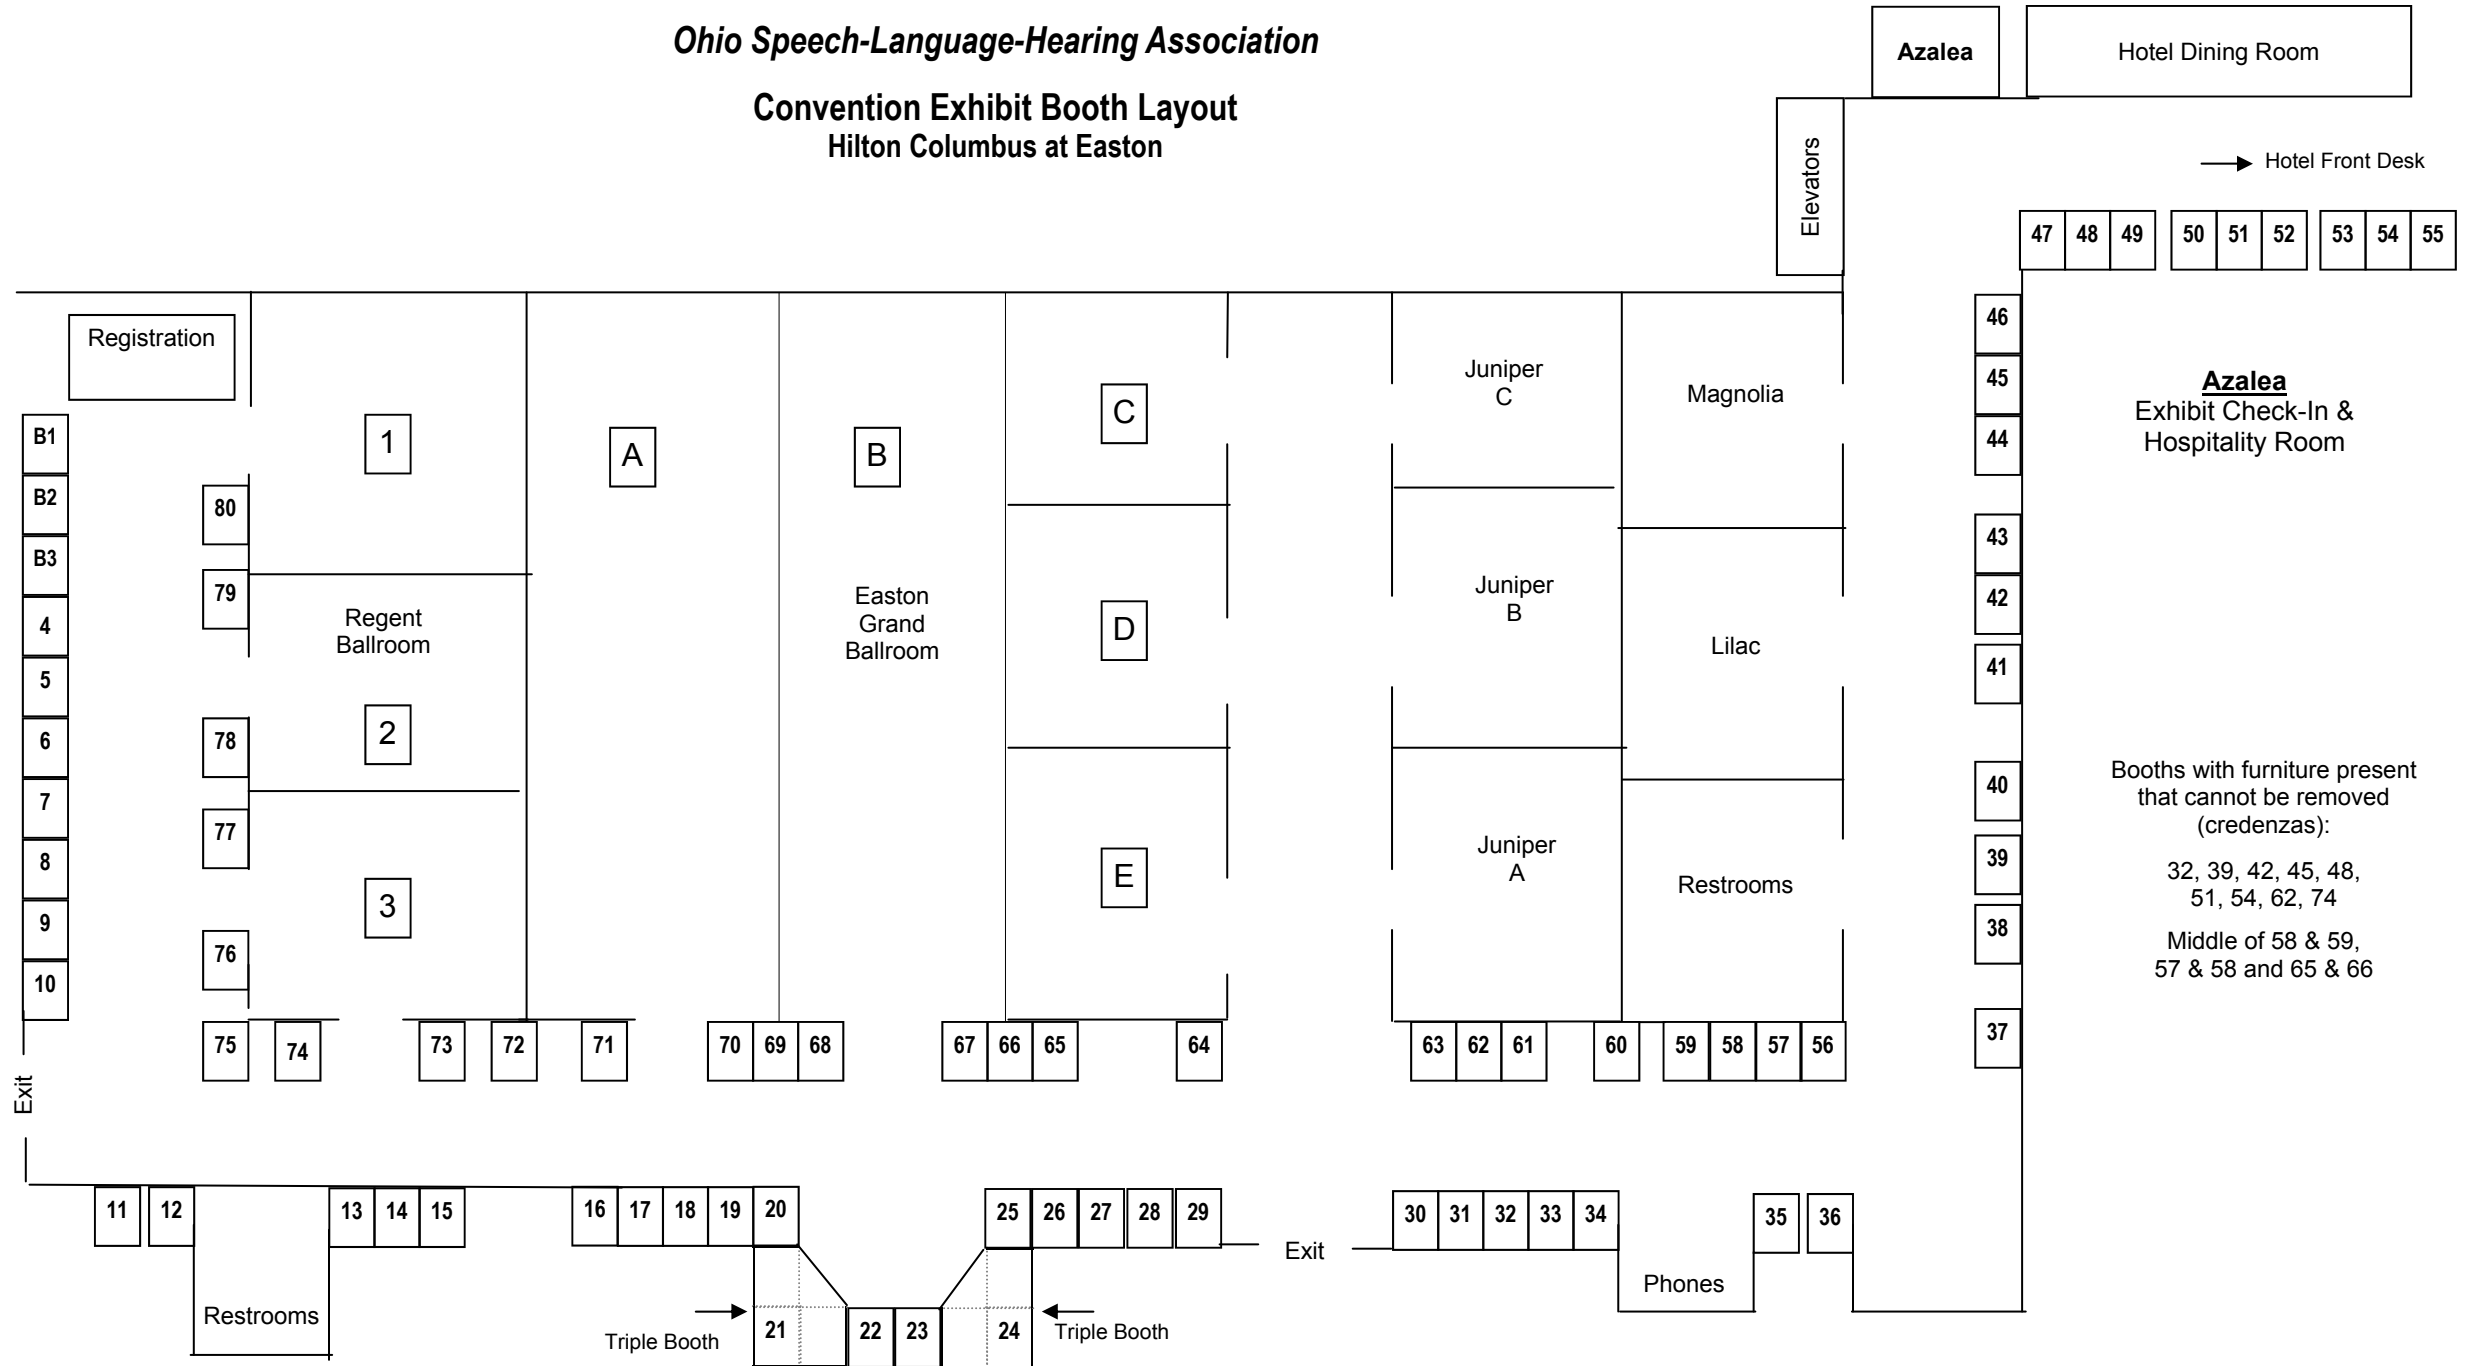 Ohio Speech-Language-Hearing Association
Convention Exhibit Booth Layout
Hilton Columbus at Easton
Azalea
Hotel Dining Room
Elevators
Hotel Front Desk
47 48 49 50 51 52 53 54 55
Registration
B1
B2
B3
4
5
6
7
8
9
10
Exit
80
79
78
77
76
75
1
Regent
Ballroom
2
3
A
B
Easton
Grand
Ballroom
C
D
E
Juniper
C
Juniper
B
Juniper
A
Magnolia
Lilac
Restrooms
46
45
44
43
42
41
40
39
38
37
Azalea
Exhibit Check-In &
Hospitality Room
Booths with furniture present
that cannot be removed
(credenzas):
32, 39, 42, 45, 48,
51, 54, 62, 74
Middle of 58 & 59,
57 & 58 and 65 & 66
74 73 72 71 70 69 68 67 66 65 64 63 62 61 60 59 58 57 56
11 12 13 14 15 16 17 18 19 20 25 26 27 28 29 30 31 32 33 34 35 36
Exit
Phones
Restrooms
Triple Booth
21 22 23 24
Triple Booth